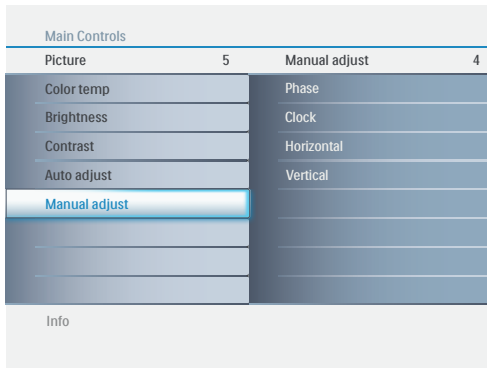 Main Controls
Picture 5 Manual adjust 4
Color temp Phase
Brightness Clock
Contrast Horizontal
Auto adjust Vertical
Manual adjust
Info